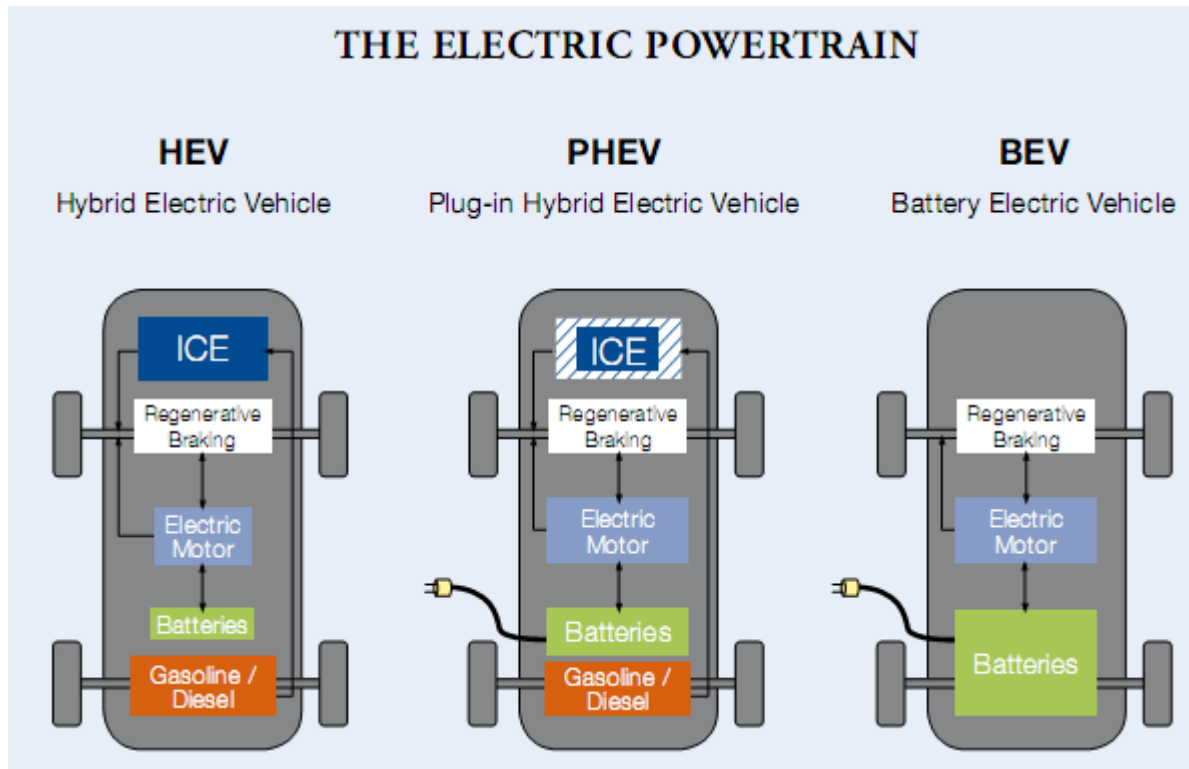 THE ELECTRIC POWERTRAIN
HEV
Hybrid Electric Vehicle
ICE
Regenerative
Braking
Electric
Motor
Batteries
Gasoline /
Diesel
PHEV
Plug-in Hybrid Electric Vehicle
ICE
Regenerative
Braking
Electric
Motor
Batteries
Gasoline /
Diesel
BEV
Battery Electric Vehicle
Regenerative
Braking
Electric
Motor
Batteries